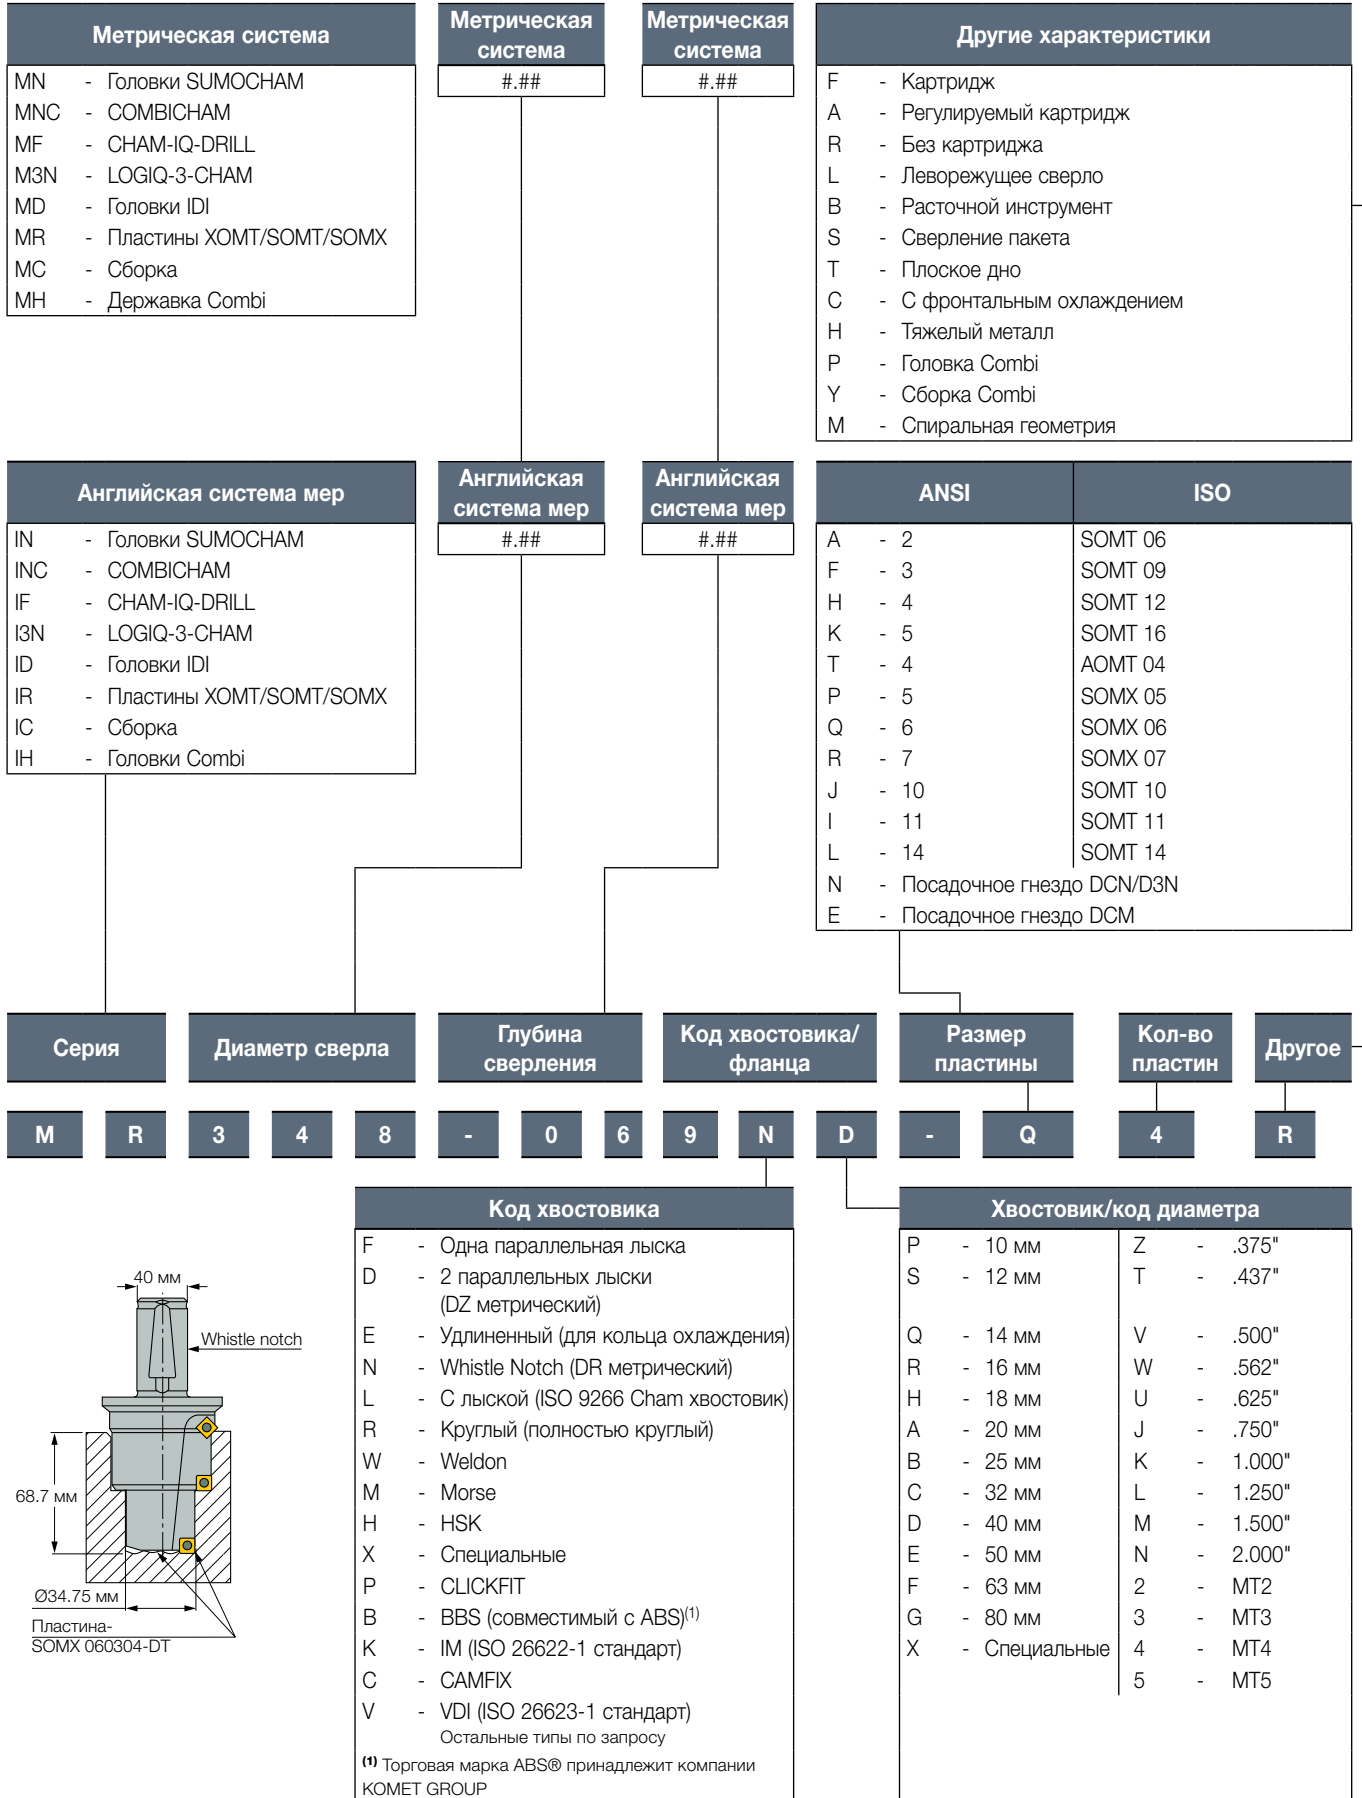 Метрическая система
MN - Головки SUMOCHAM
MNC - COMBICHAM
MF - CHAM-IQ-DRILL
M3N - LOGIQ-3-CHAM
MD - Головки IDI
MR - Пластины XOMT/SOMT/SOMX
MC - Сборка
MH - Державка Combi
Метрическая
система
#.##
Метрическая
система
#.##
Другие характеристики
F - Картридж
A - Регулируемый картридж
R - Без картриджа
L - Леворежущее сверло
B - Расточной инструмент
S - Сверление пакета
T - Плоское дно
C - С фронтальным охлаждением
H - Тяжелый металл
P - Головка Combi
Y - Сборка Combi
M - Спиральная геометрия
Английская система мер
IN - Головки SUMOCHAM
INC - COMBICHAM
IF - CHAM-IQ-DRILL
I3N - LOGIQ-3-CHAM
ID - Головки IDI
IR - Пластины XOMT/SOMT/SOMX
IC - Сборка
IH - Головки Combi
Английская
система мер
#.##
Английская
система мер
#.##
ANSI ISO
A - 2 SOMT 06
F - 3 SOMT 09
H - 4 SOMT 12
K - 5 SOMT 16
T - 4 AOMT 04
P - 5 SOMX 05
Q - 6 SOMX 06
R - 7 SOMX 07
J - 10 SOMT 10
I - 11 SOMT 11
L - 14 SOMT 14
N - Посадочное гнездо DCN/D3N
E - Посадочное гнездо DCM
Серия
Диаметр сверла
Глубина
сверления
Код хвостовика/
фланца
Размер
пластины
Кол-во
пластин
Другое
M R 3 4 8 - 0 6 9 N D - Q 4 R
40 мм
Whistle notch
68.7 мм
Ø34.75 мм
Пластина-
SOMX 060304-DT
Код хвостовика
F - Одна параллельная лыска
D - 2 параллельных лыски
(DZ метрический)
E - Удлиненный (для кольца охлаждения)
N - Whistle Notch (DR метрический)
L - С лыской (ISO 9266 Cham хвостовик)
R - Круглый (полностью круглый)
W - Weldon
M - Morse
H - HSK
X - Специальные
P - CLICKFIT
B - BBS (совместимый с ABS)(1)
K - IM (ISO 26622-1 стандарт)
C - CAMFIX
V - VDI (ISO 26623-1 стандарт)
Остальные типы по запросу
(1) Торговая марка ABS® принадлежит компании
KOMET GROUP
Хвостовик/код диаметра
P - 10 мм Z - .375"
S - 12 мм T - .437"
Q - 14 мм V - .500"
R - 16 мм W - .562"
H - 18 мм U - .625"
A - 20 мм J - .750"
B - 25 мм K - 1.000"
C - 32 мм L - 1.250"
D - 40 мм M - 1.500"
E - 50 мм N - 2.000"
F - 63 мм 2 - MT2
G - 80 мм 3 - MT3
X - Специальные 4 - MT4
5 - MT5